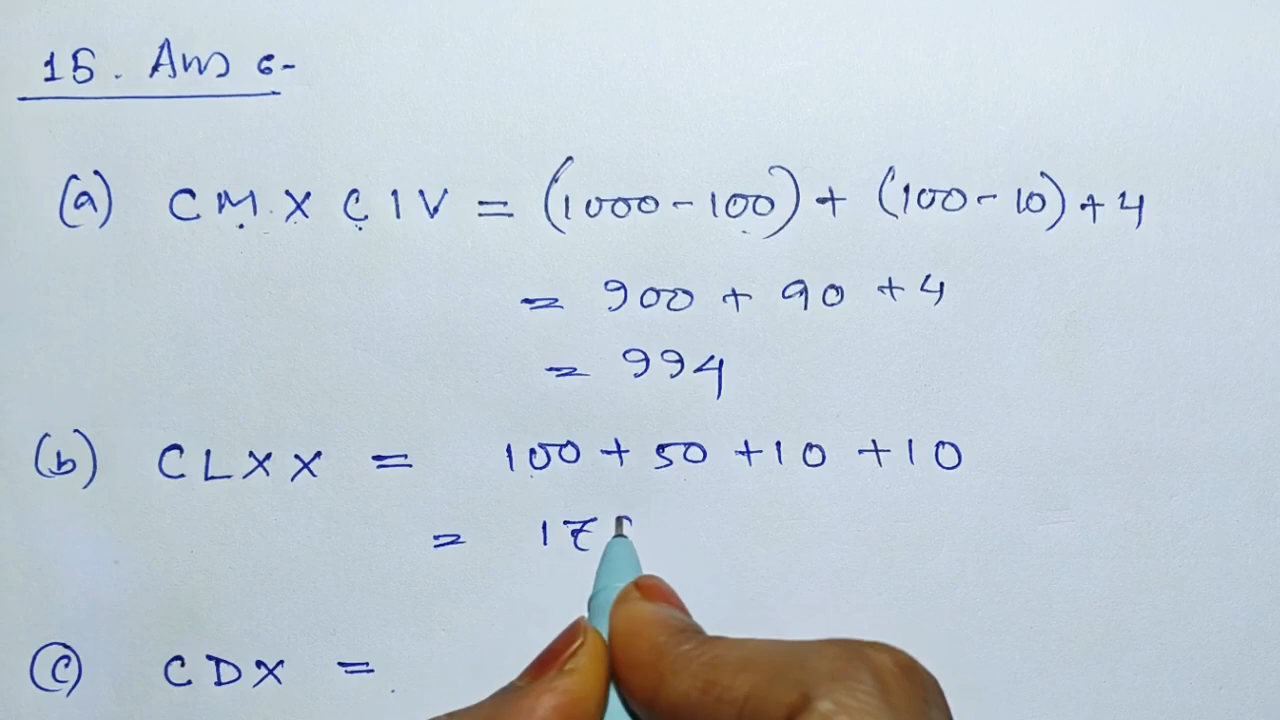 15. Ans :-
(a) CMXCIV = (1000-100) + (100-10) + 4
= 900 + 90 + 4
= 994
(b) CLXX = 100 + 50 + 10 + 10
= 17
(c) CDX =